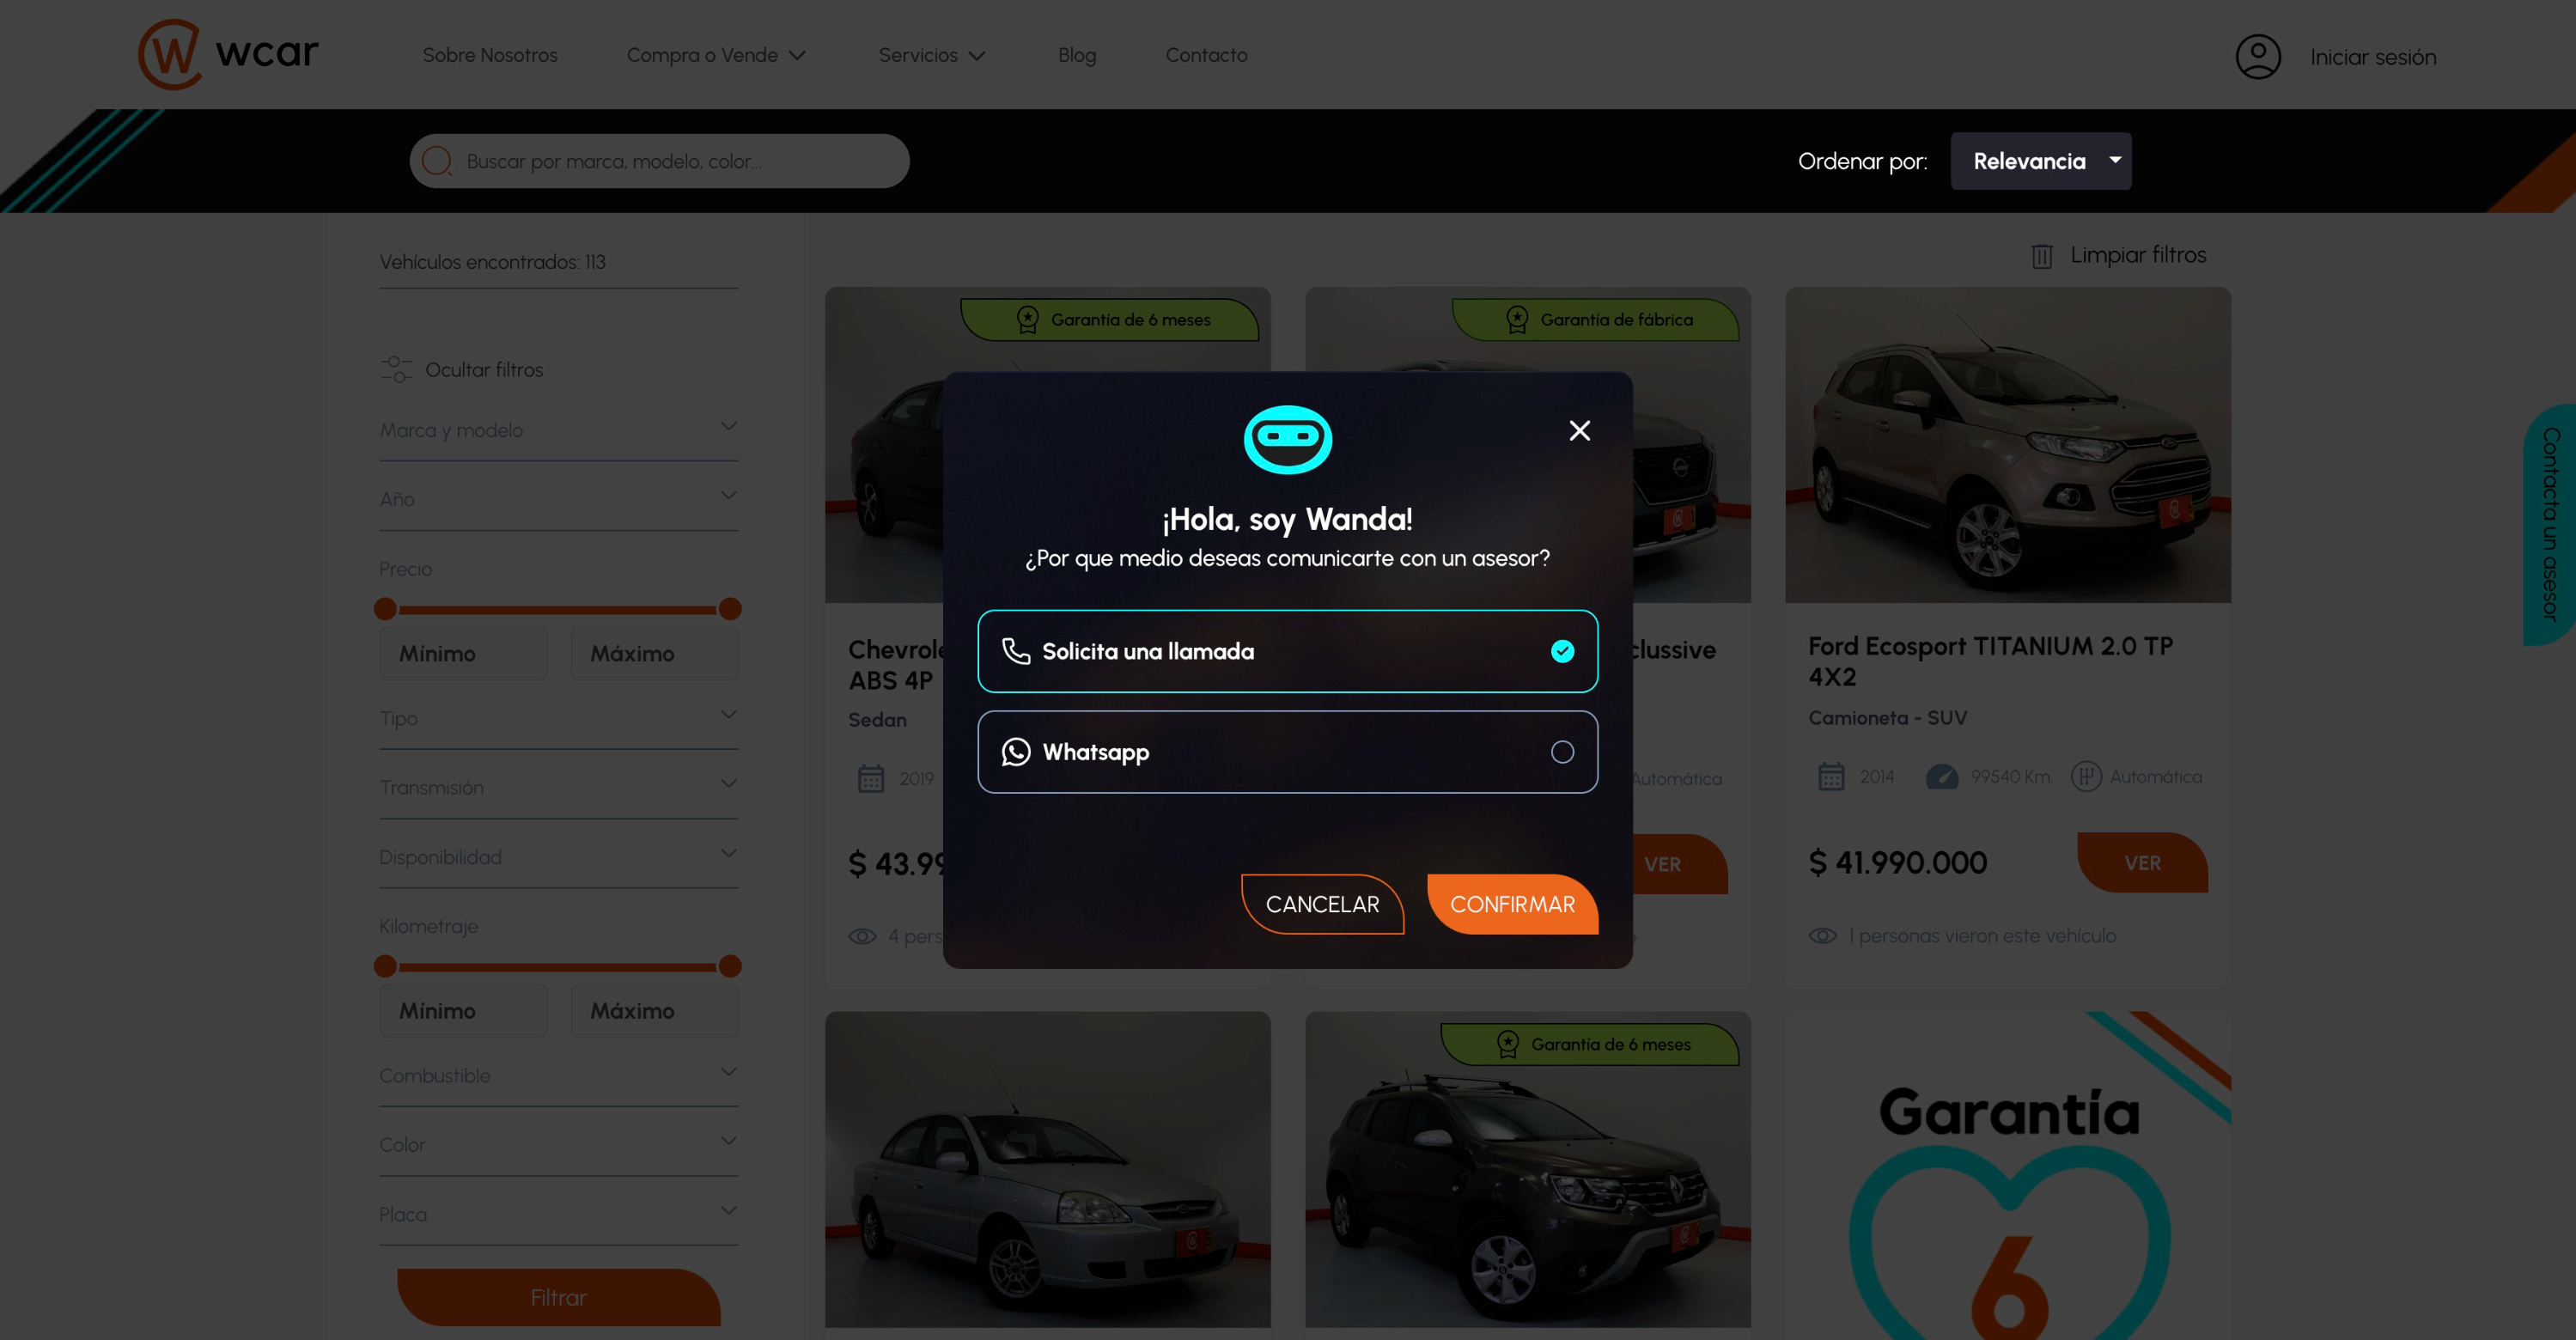 wcar
Sobre Nosotros
Compra o Vende
Servicios
Blog
Contacto
Iniciar sesión
Buscar por marca, modelo, color...
Ordenar por:
Relevancia
Vehículos encontrados: 113
Limpiar filtros
Ocultar filtros
Marca y modelo
Año
Precio
Mínimo
Máximo
Tipo
Transmisión
Disponibilidad
Kilometraje
Mínimo
Máximo
Combustible
Color
Placa
Filtrar
Garantía de 6 meses
ABS 4P
Sedan
2019
$ 43.99
4
Garantía de fábrica
Automática
VER
Ford Ecosport TITANIUM 2.0 TP
4X2
Camioneta - SUV
2014
99540 Km.
Automática
$ 41.990.000
VER
1 personas vieron este vehículo
¡Hola, soy Wanda!
¿Por que medio deseas comunicarte con un asesor?
Solicita una llamada
Whatsapp
CANCELAR
CONFIRMAR
Garantía de 6 meses
Garantía
6
Contacta un asesor